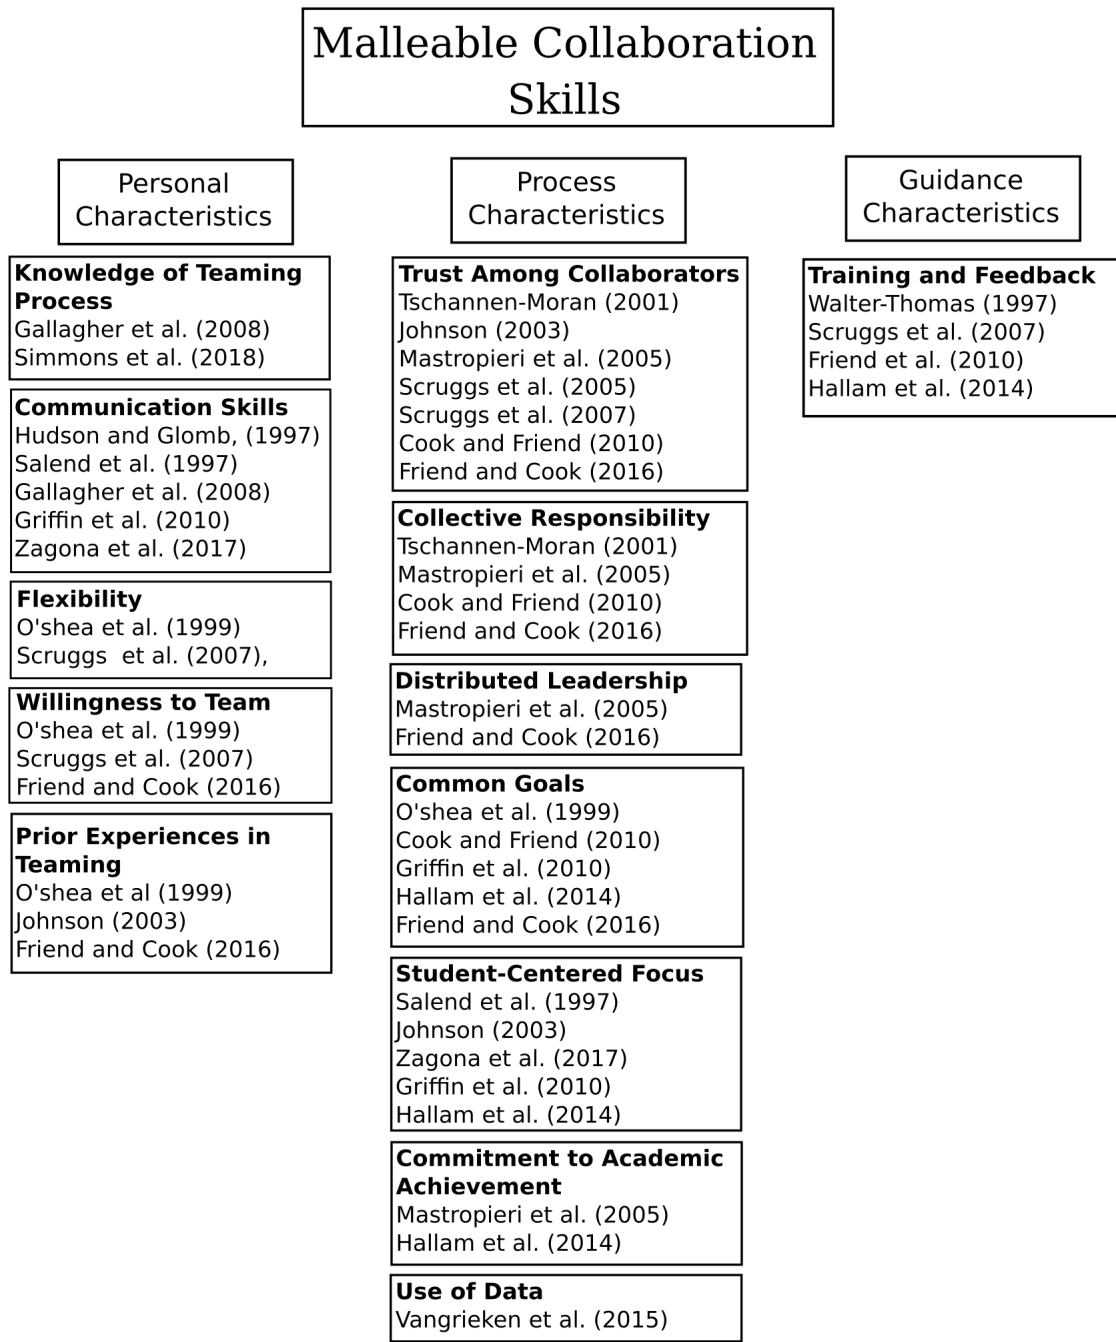 Malleable Collaboration
Skills
Personal
Characteristics
Knowledge of Teaming
Process
Gallagher et al. (2008)
Simmons et al. (2018)
Communication Skills
Hudson and Glomb, (1997)
Salend et al. (1997)
Gallagher et al. (2008)
Griffin et al. (2010)
Zagona et al. (2017)
Flexibility
O'shea et al. (1999)
Scruggs  et al. (2007),
Willingness to Team
O'shea et al. (1999)
Scruggs et al. (2007)
Friend and Cook (2016)
Prior Experiences in
Teaming
O'shea et al (1999)
Johnson (2003)
Friend and Cook (2016)
Process
Characteristics
Trust Among Collaborators
Tschannen-Moran (2001)
Johnson (2003)
Mastropieri et al. (2005)
Scruggs et al. (2005)
Scruggs et al. (2007)
Cook and Friend (2010)
Friend and Cook (2016)
Collective Responsibility
Tschannen-Moran (2001)
Mastropieri et al. (2005)
Cook and Friend (2010)
Friend and Cook (2016)
Distributed Leadership
Mastropieri et al. (2005)
Friend and Cook (2016)
Common Goals
O'shea et al. (1999)
Cook and Friend (2010)
Griffin et al. (2010)
Hallam et al. (2014)
Friend and Cook (2016)
Student-Centered Focus
Salend et al. (1997)
Johnson (2003)
Zagona et al. (2017)
Griffin et al. (2010)
Hallam et al. (2014)
Commitment to Academic
Achievement
Mastropieri et al. (2005)
Hallam et al. (2014)
Use of Data
Vangrieken et al. (2015)
Guidance
Characteristics
Training and Feedback
Walter-Thomas (1997)
Scruggs et al. (2007)
Friend et al. (2010)
Hallam et al. (2014)